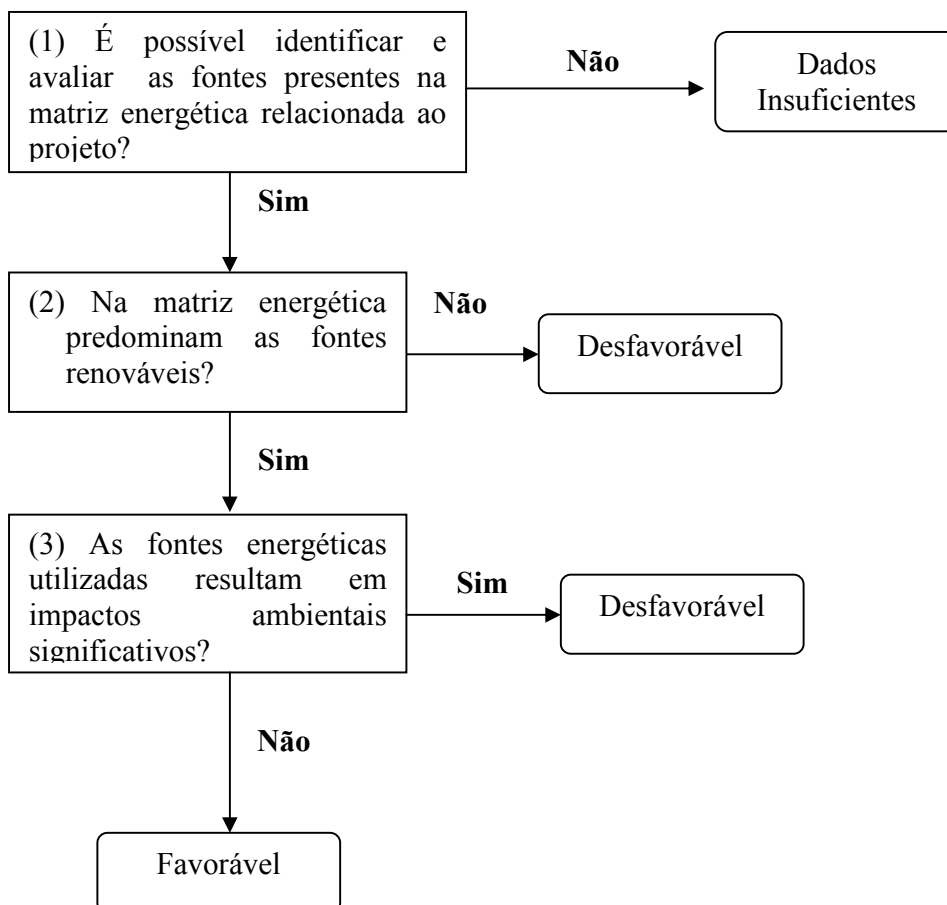 (1) É possível identificar e
avaliar as fontes presentes na
matriz energética relacionada ao
projeto?
Não
Dados
Insuficientes
Sim
(2) Na matriz energética
predominam as fontes
renováveis?
Não
Desfavorável
Sim
(3) As fontes energéticas
utilizadas resultam em
impactos ambientais
significativos?
Sim
Desfavorável
Não
Favorável